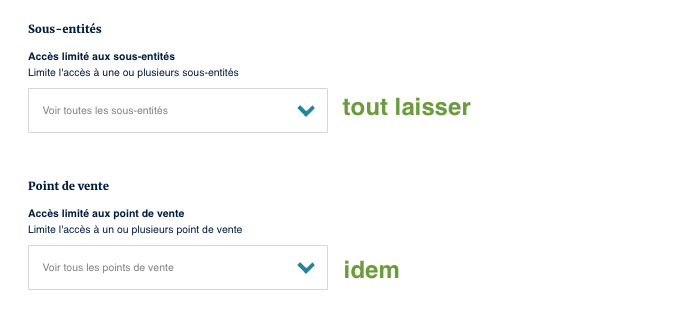 Sous-entités
Accès limité aux sous-entités
Limite l'accès à une ou plusieurs sous-entités
Voir toutes les sous-entités
tout laisser
Point de vente
Accès limité aux point de vente
Limite l'accès à un ou plusieurs point de vente
Voir tous les points de vente
idem